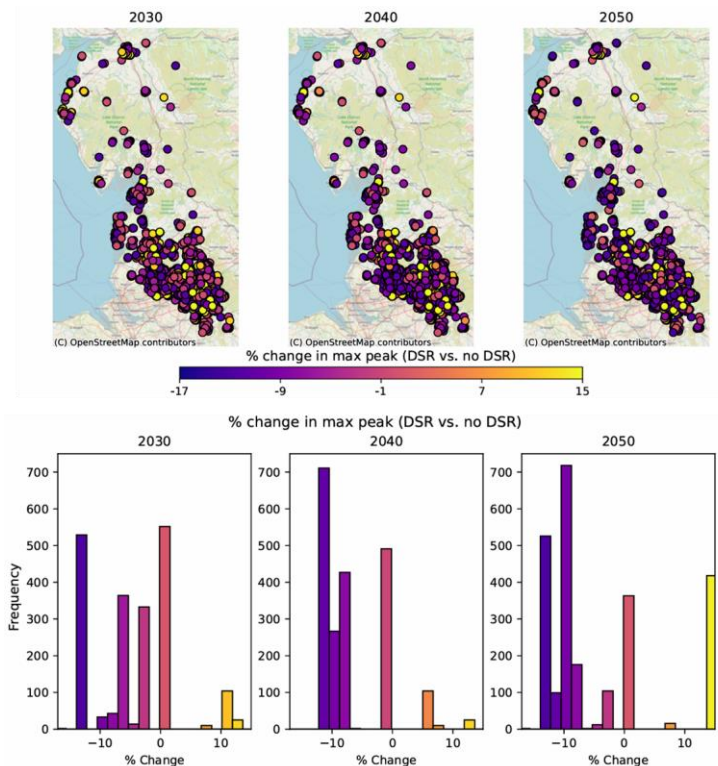 2030 2040 2050
(C) OpenStreetMap contributors (C) OpenStreetMap contributors (C) OpenStreetMap contributors
% change in max peak (DSR vs. no DSR)
-17 -9 -1 7 15
% change in max peak (DSR vs. no DSR)
2030 2040 2050
700
600
500
400
300
200
100
0
Frequency
−10 0 10 −10 0 10 −10 0 10
% Change % Change % Change